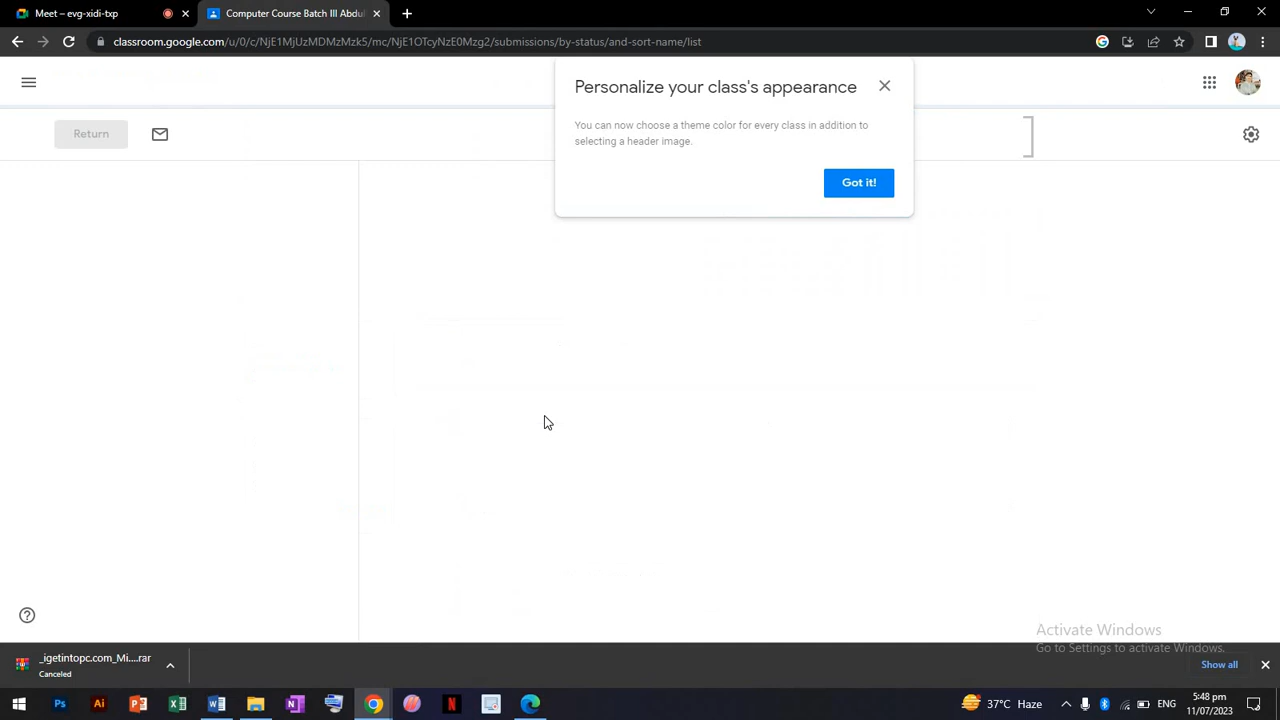 Meet – evg-xidi-txp
Computer Course Batch III Abdul
classroom.google.com/u/0/c/NjE1MjUzMDMzMzk5/mc/NjE1OTcyNzE0Mzg2/submissions/by-status/and-sort-name/list
Personalize your class's appearance
You can now choose a theme color for every class in addition to
selecting a header image.
Got it!
Return
Activate Windows
Go to Settings to activate Windows.
_igetintopc.com_Mi....rar
Canceled
Show all
37°C Haze
ENG
5:48 pm
11/07/2023